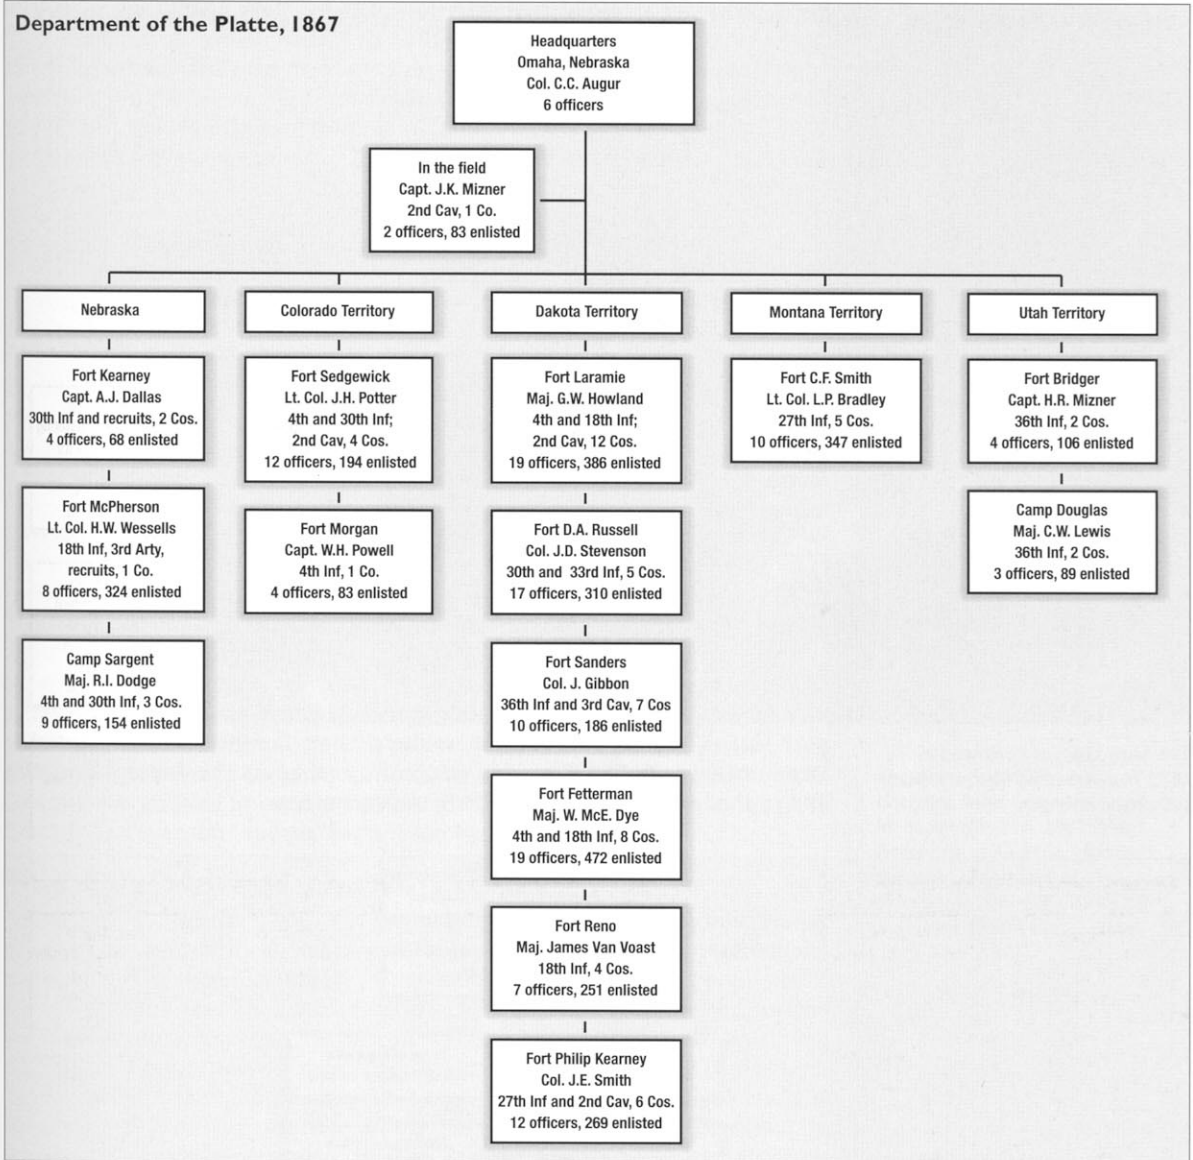 Department of the Platte, 1867
Headquarters
Omaha, Nebraska
Col. C.C. Augur
6 officers
In the field
Capt. J.K. Mizner
2nd Cav, 1 Co.
2 officers, 83 enlisted
Nebraska
Fort Kearney
Capt. A.J. Dallas
30th Inf and recruits, 2 Cos.
4 officers, 68 enlisted
Fort McPherson
Lt. Col. H.W. Wessells
18th Inf, 3rd Arty,
recruits, 1 Co.
8 officers, 324 enlisted
Camp Sargent
Maj. R.I. Dodge
4th and 30th Inf, 3 Cos.
9 officers, 154 enlisted
Colorado Territory
Fort Sedgewick
Lt. Col. J.H. Potter
4th and 30th Inf;
2nd Cav, 4 Cos.
12 officers, 194 enlisted
Fort Morgan
Capt. W.H. Powell
4th Inf, 1 Co.
4 officers, 83 enlisted
Dakota Territory
Fort Laramie
Maj. G.W. Howland
4th and 18th Inf;
2nd Cav, 12 Cos.
19 officers, 386 enlisted
Fort D.A. Russell
Col. J.D. Stevenson
30th and 33rd Inf, 5 Cos.
17 officers, 310 enlisted
Fort Sanders
Col. J. Gibbon
36th Inf and 3rd Cav, 7 Cos
10 officers, 186 enlisted
Fort Fetterman
Maj. W. McE. Dye
4th and 18th Inf, 8 Cos.
19 officers, 472 enlisted
Fort Reno
Maj. James Van Voast
18th Inf, 4 Cos.
7 officers, 251 enlisted
Fort Philip Kearney
Col. J.E. Smith
27th Inf and 2nd Cav, 6 Cos.
12 officers, 269 enlisted
Montana Territory
Fort C.F. Smith
Lt. Col. L.P. Bradley
27th Inf, 5 Cos.
10 officers, 347 enlisted
Utah Territory
Fort Bridger
Capt. H.R. Mizner
36th Inf, 2 Cos.
4 officers, 106 enlisted
Camp Douglas
Maj. C.W. Lewis
36th Inf, 2 Cos.
3 officers, 89 enlisted